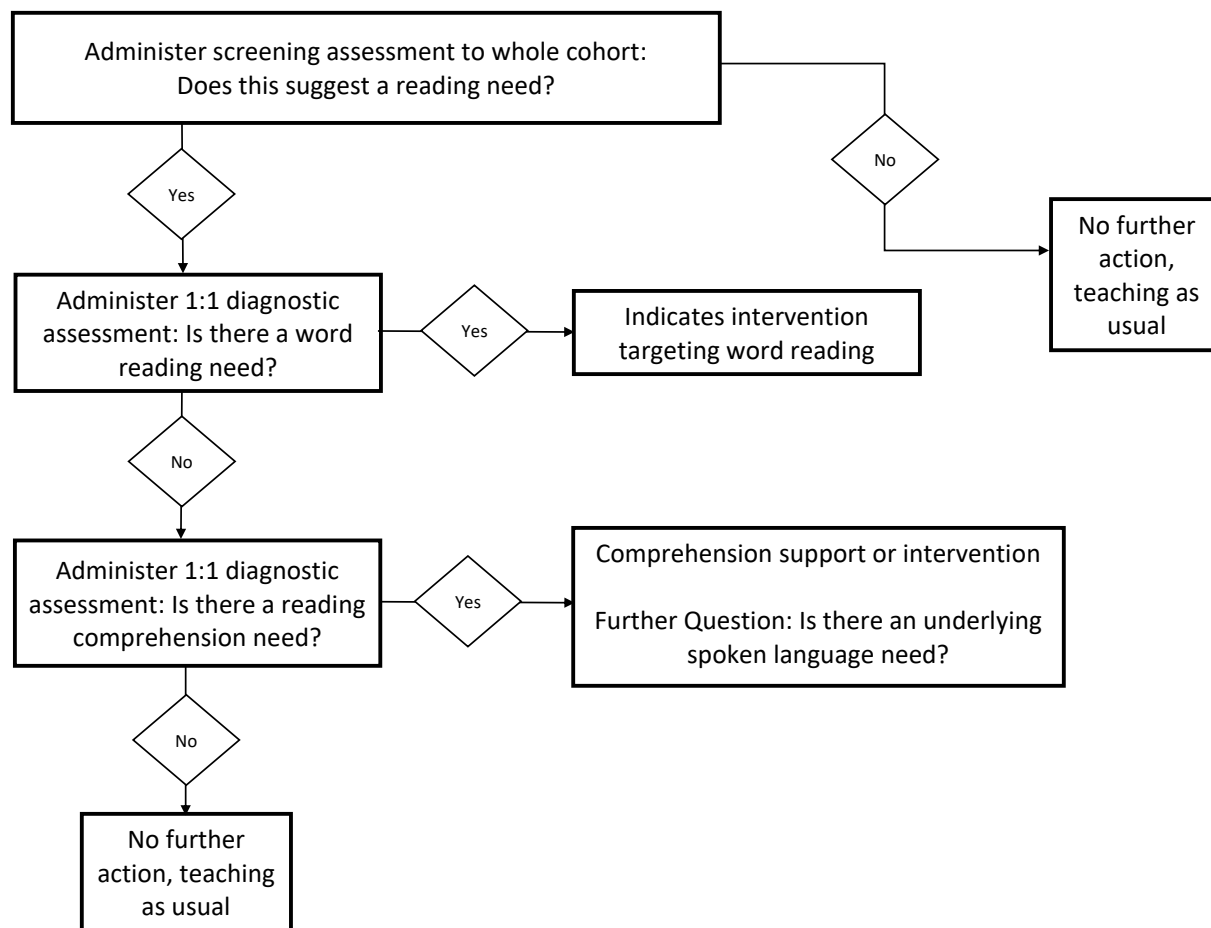 Administer screening assessment to whole cohort:
Does this suggest a reading need?
No
Yes
No further
action,
teaching as
usual
Administer 1:1 diagnostic
assessment: Is there a word
reading need?
Yes
Indicates intervention
targeting word reading
No
Administer 1:1 diagnostic
assessment: Is there a reading
comprehension need?
Yes
Comprehension support or intervention
Further Question: Is there an underlying
spoken language need?
No
No further
action, teaching
as usual